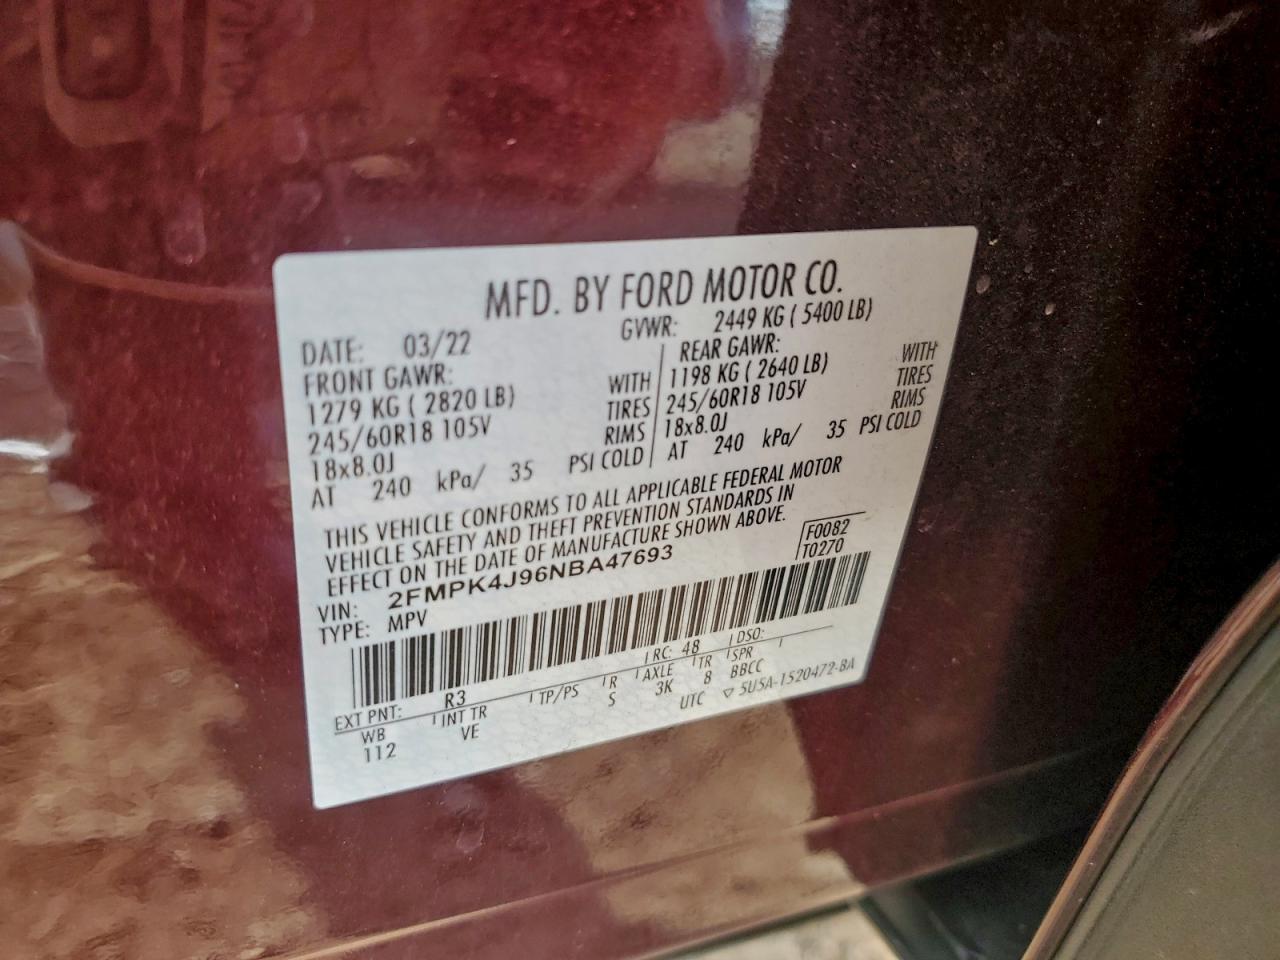 MFD. BY FORD MOTOR CO.
DATE: 03/22 GVWR: 2449 KG ( 5400 LB)
FRONT GAWR: REAR GAWR:
1279 KG ( 2820 LB) WITH 1198 KG ( 2640 LB) WITH
245/60R18 105V TIRES 245/60R18 105V TIRES
18x8.0J RIMS 18x8.0J RIMS
AT 240 kPa/ 35 PSI COLD AT 240 kPa/ 35 PSI COLD
THIS VEHICLE CONFORMS TO ALL APPLICABLE FEDERAL MOTOR
VEHICLE SAFETY AND THEFT PREVENTION STANDARDS IN
EFFECT ON THE DATE OF MANUFACTURE SHOWN ABOVE.
VIN: 2FMPK4J96NBA47693 F0082
TYPE: MPV T0270
EXT PNT: R3 RC: 48 DSO:
WB INT TR TP/PS R AXLE TR SPR
112 VE S 3K 8 BBCC
UTC ▽ 5U5A-1520472-BA